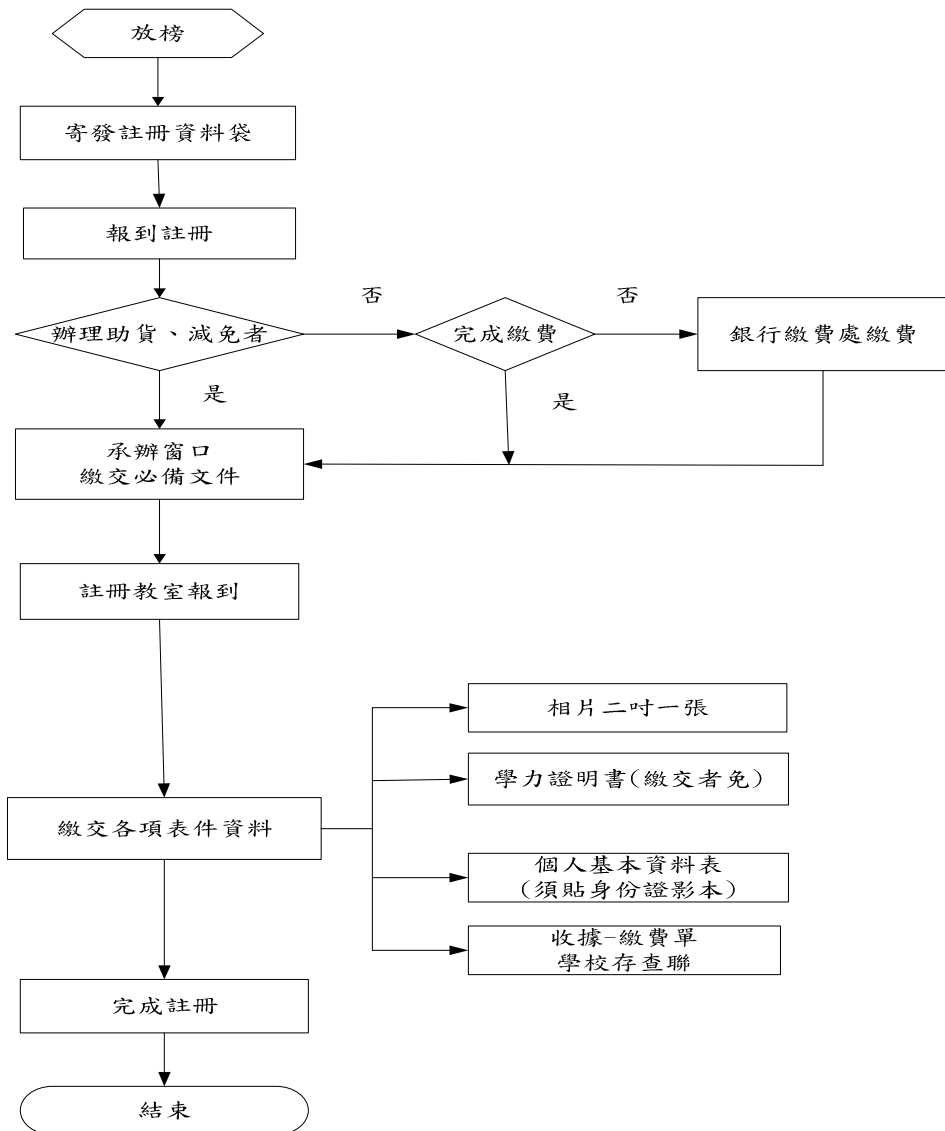 放榜
寄發註冊資料袋
報到註冊
辦理助貨、減免者
否
完成繳費
否
銀行繳費處繳費
是
是
承辦窗口
繳交必備文件
註冊教室報到
相片二吋一張
學力證明書(繳交者免)
繳交各項表件資料
個人基本資料表
(須貼身份證影本)
收據-繳費單
學校存查聯
完成註冊
結束